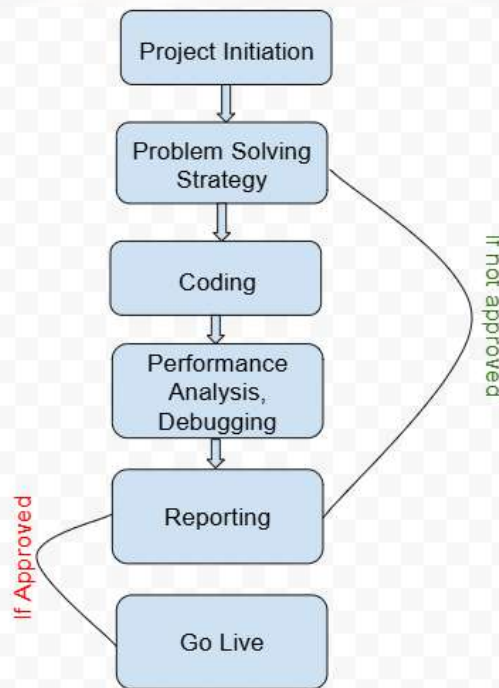 Project Initiation
Problem Solving
Strategy
Coding
If not approved
Performance
Analysis,
Debugging
Reporting
If Approved
Go Live